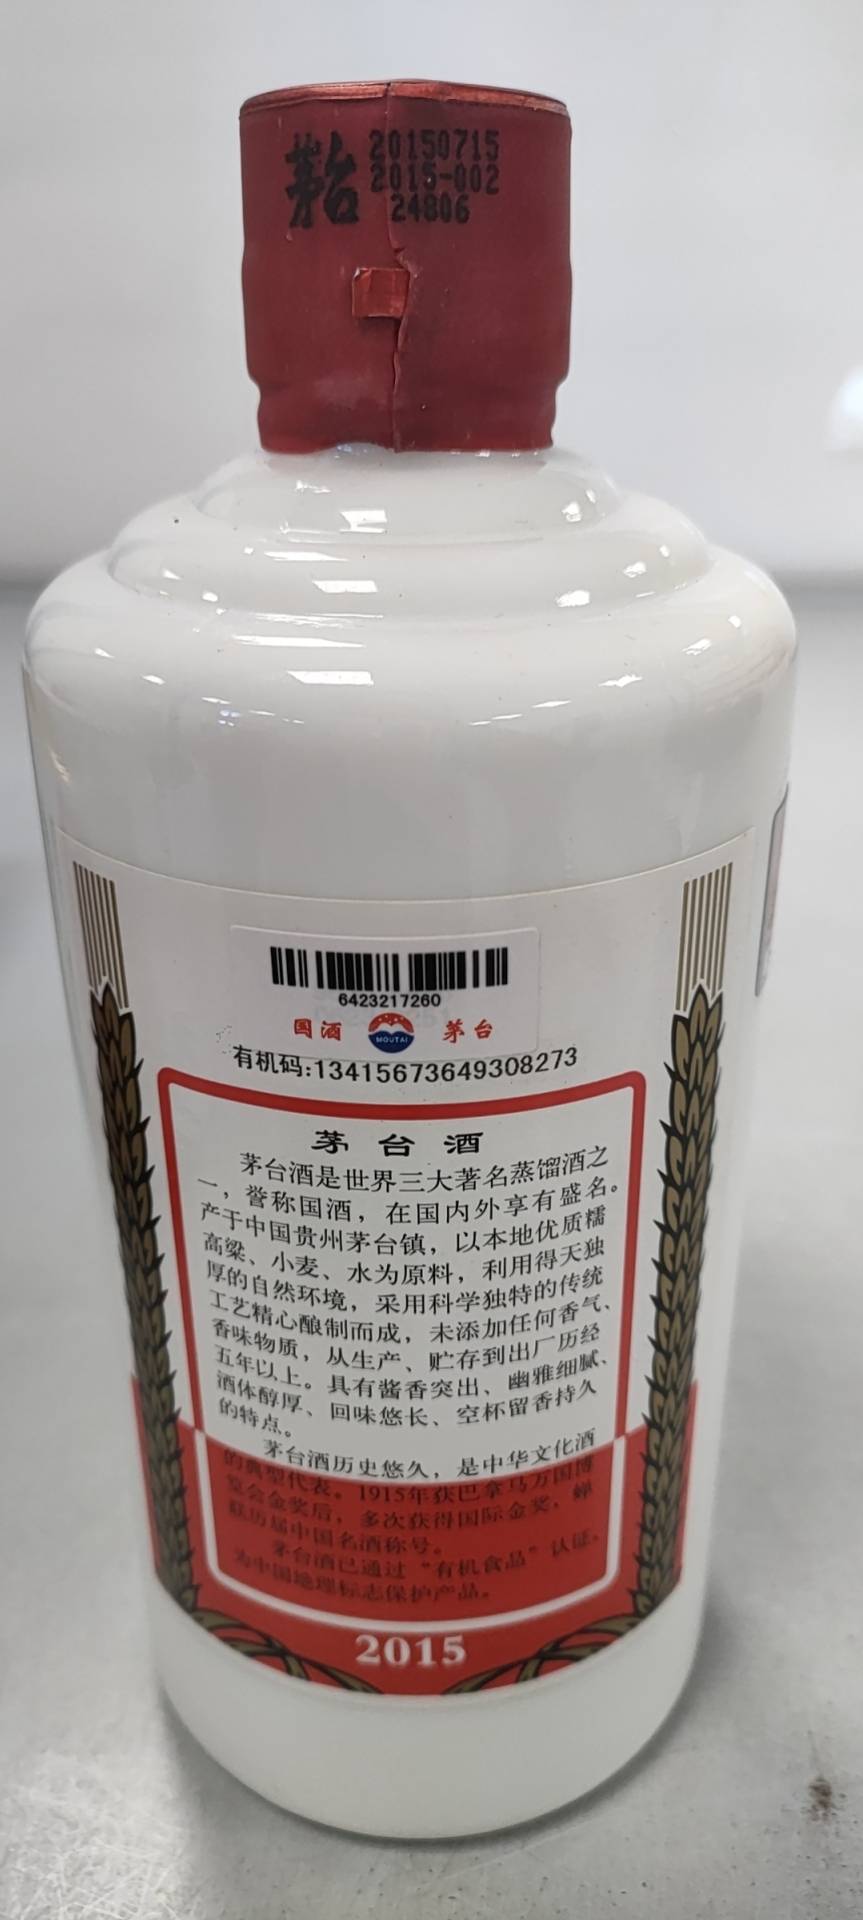 茅台
20150715
2015-002
24806
6423217260
国酒
MOUTAI
茅台
有机码:13415673649308273
茅台酒
茅台酒是世界三大著名蒸馏酒之
一，誉称国酒，在国内外享有盛名。
产于中国贵州茅台镇，以本地优质糯
高粱、小麦、水为原料，利用得天独
厚的自然环境，采用科学独特的传统
工艺精心酿制而成，未添加任何香气、
香味物质，从生产、贮存到出厂历经
五年以上。具有酱香突出、幽雅细腻、
酒体醇厚、回味悠长、空杯留香持久
的特点。
茅台酒历史悠久，是中华文化酒
的典型代表。1915年获巴拿马万国博
览会金奖后，多次获得国际金奖，蝉
联历届中国名酒称号。
茅台酒已通过“有机食品”认证。
为中国地理标志保护产品。
2015